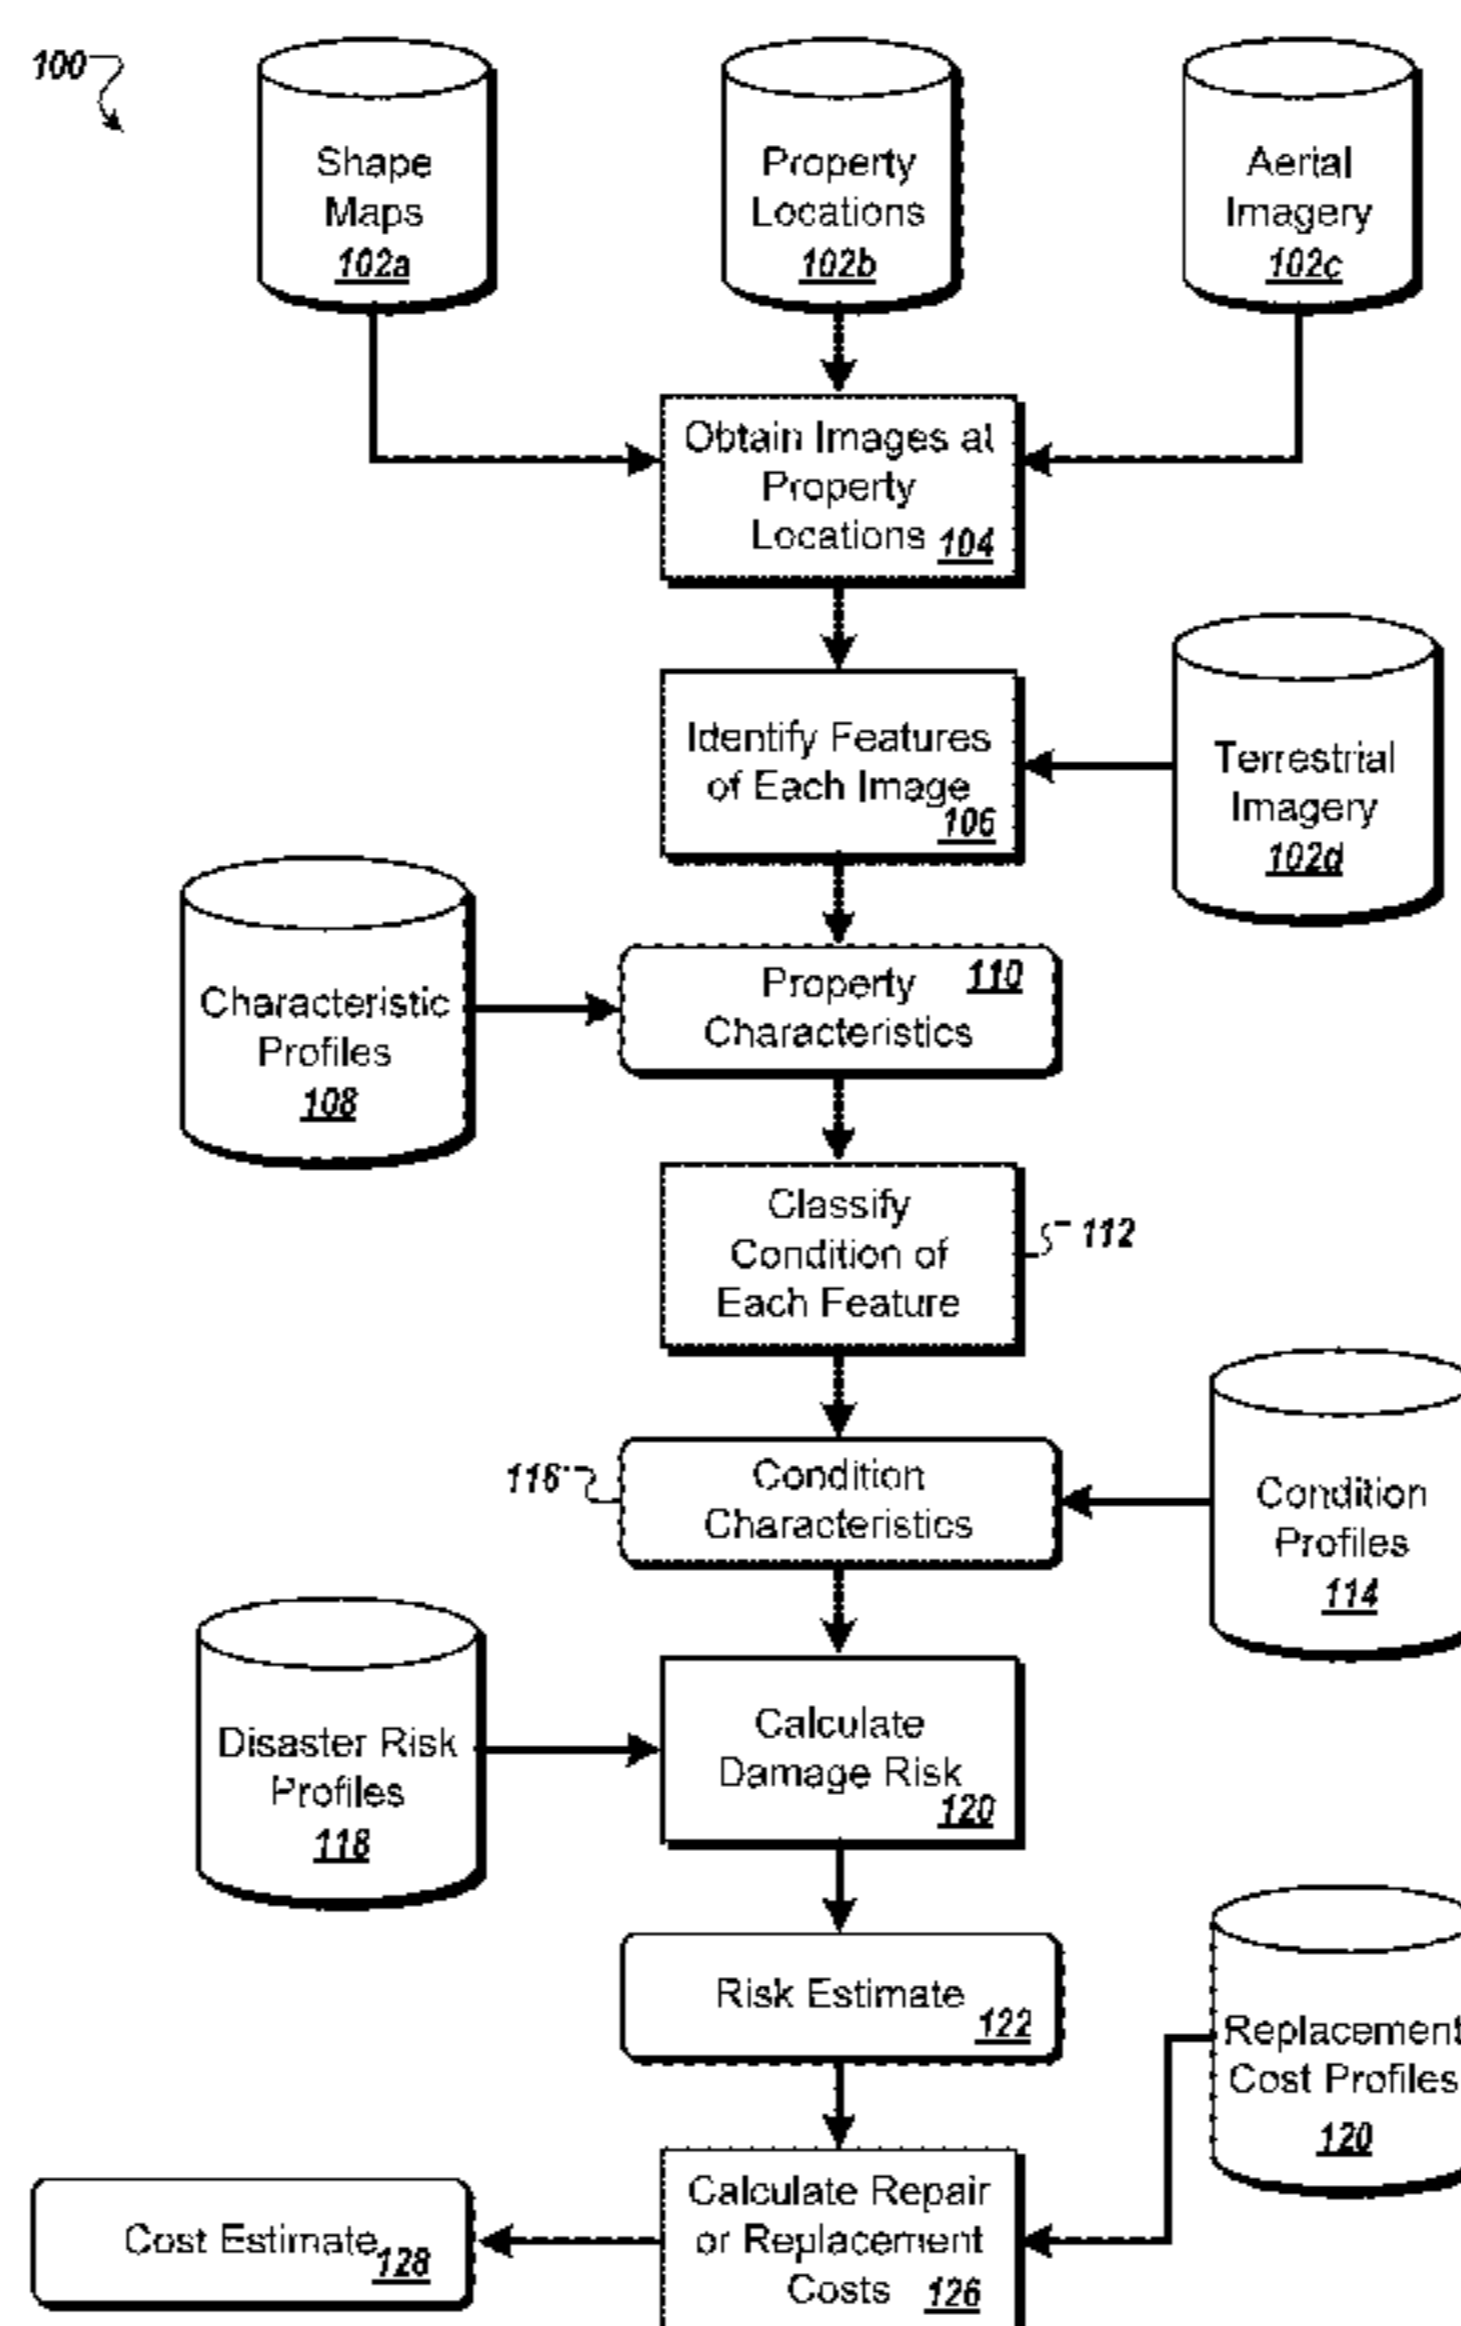 100
Shape
Maps
102a
Property
Locations
102b
Aerial
Imagery
102c
Obtain Images at
Property
Locations 104
Identify Features
of Each Image
106
Terrestrial
Imagery
102d
Characteristic
Profiles
108
110
Property
Characteristics
Classify
Condition of
Each Feature
112
116
Condition
Characteristics
Condition
Profiles
114
Disaster Risk
Profiles
118
Calculate
Damage Risk
120
Risk Estimate
122
Replacement
Cost Profiles
120
Calculate Repair
or Replacement
Costs 126
Cost Estimate
128